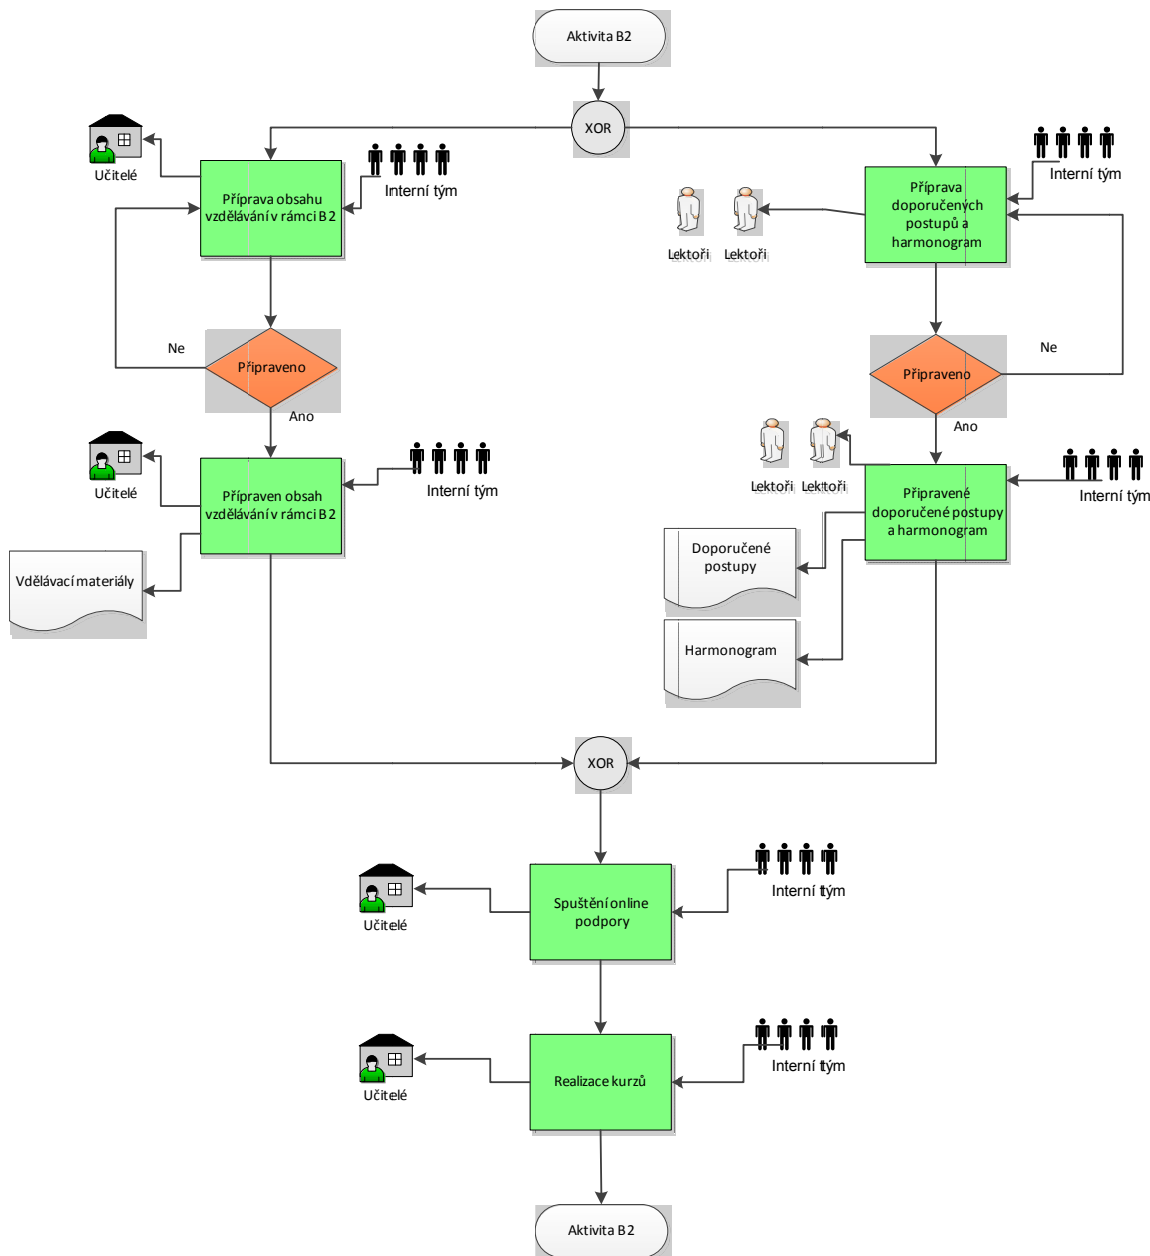 Aktivita B2
XOR
Učitelé
Příprava obsahu
vzdělávání v rámci B2
Interní tým
Lektoři
Lektoři
Příprava
doporučených
postupů a
harmonogram
Interní tým
Ne
Připraveno
Ano
Připraveno
Ne
Ano
Učitelé
Přípraven obsah
vzdělávání v rámci B2
Interní tým
Vdělávací materiály
Lektoři
Lektoři
Připravené
doporučené postupy
a harmonogram
Interní tým
Doporučené
postupy
Harmonogram
XOR
Učitelé
Spuštění online
podpory
Interní tým
Učitelé
Realizace kurzů
Interní tým
Aktivita B2